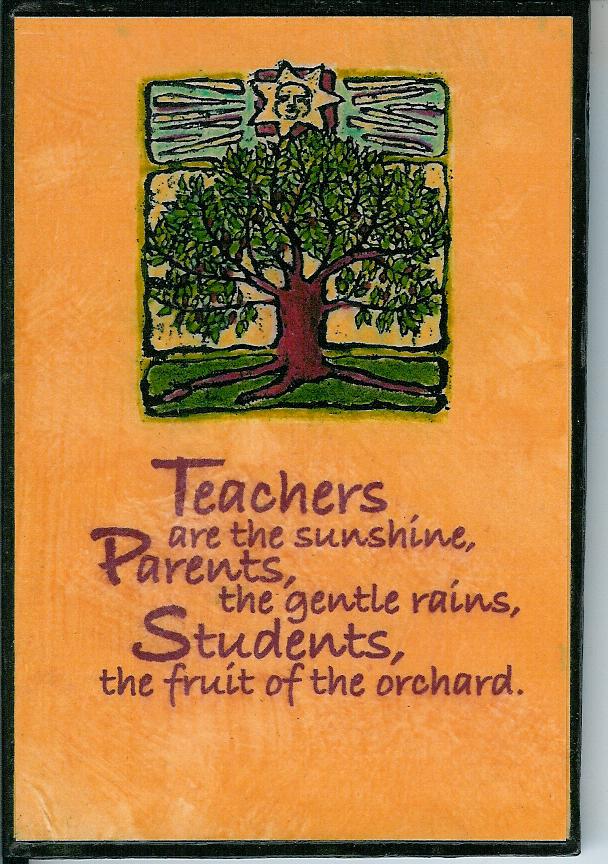 Teachers
are the sunshine,
Parents,
the gentle rains,
Students,
the fruit of the orchard.